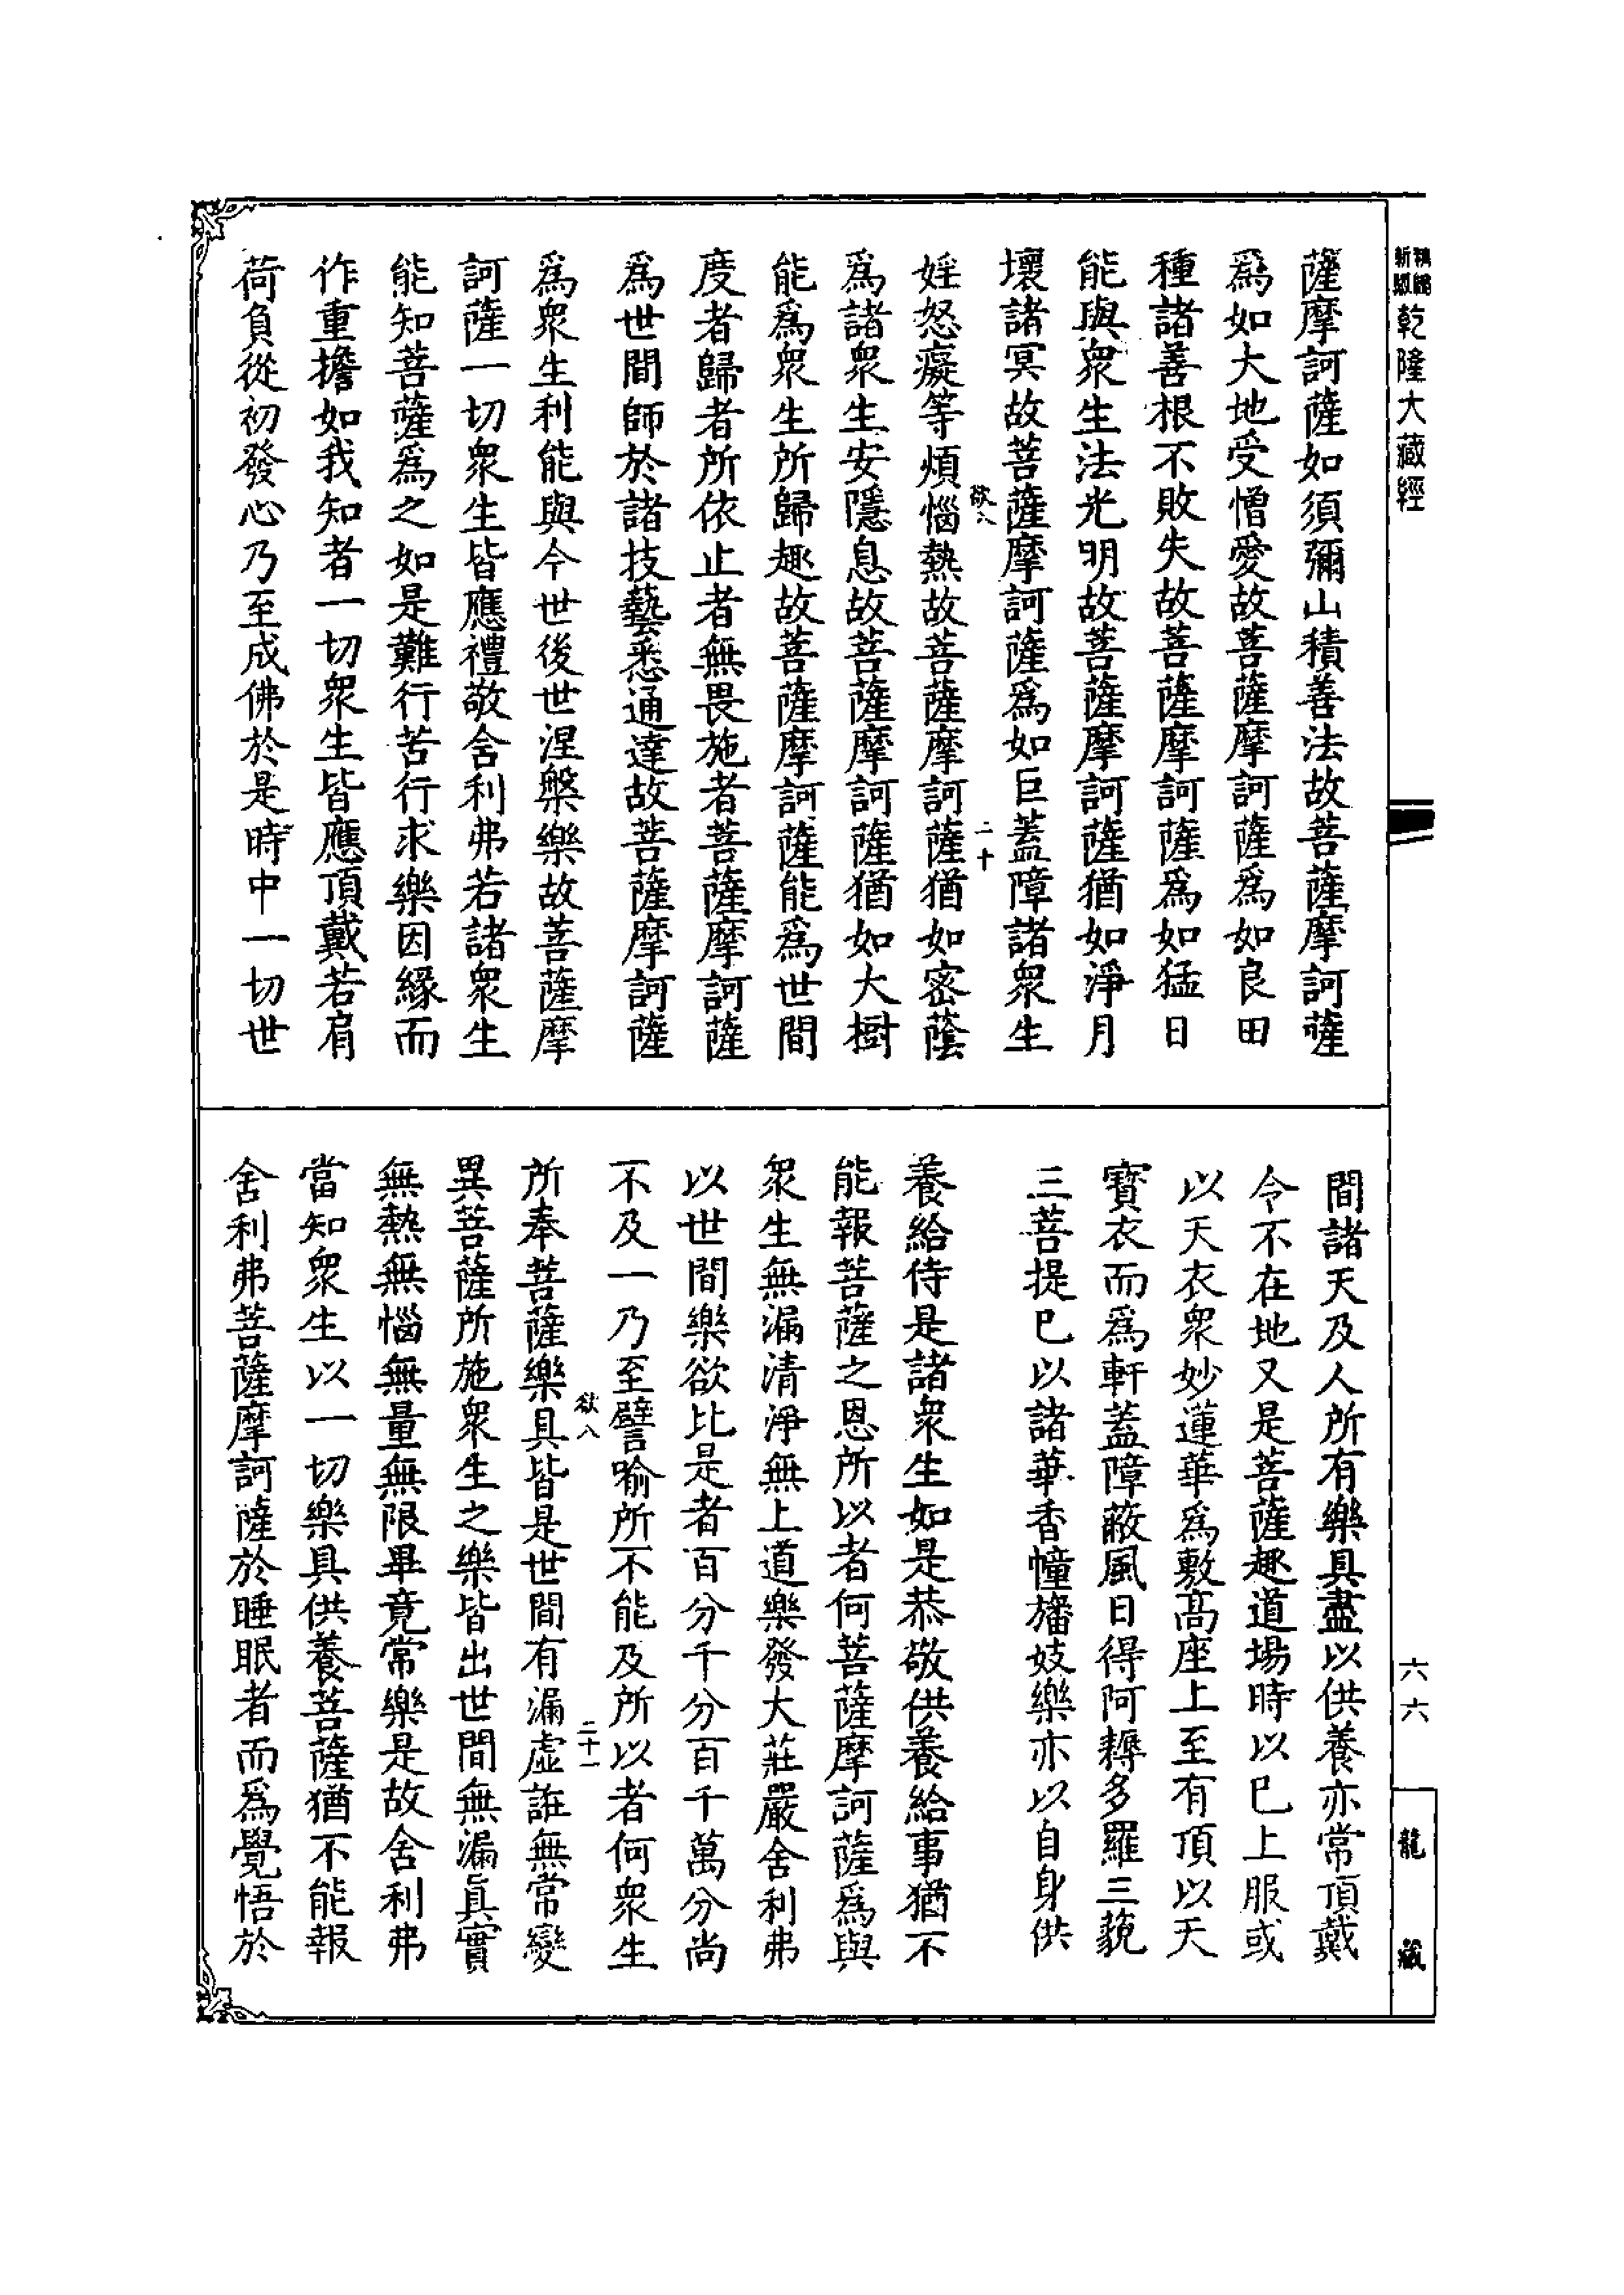 新編
縮版
乾隆大藏經
薩摩訶薩如須彌山積善法故菩薩摩訶薩
爲如大地受憎愛故菩薩摩訶薩爲如良田
種諸善根不敗失故菩薩摩訶薩爲如猛日
能與衆生法光明故菩薩摩訶薩猶如淨月
壞諸冥故菩薩摩訶薩爲如巨蓋障諸衆生
欲八
二十
婬怒癡等煩惱熱故菩薩摩訶薩猶如密蔭
爲諸衆生安隱息故菩薩摩訶薩猶如大樹
能爲衆生所歸趣故菩薩摩訶薩能爲世間
度者歸者所依止者無畏施者菩薩摩訶薩
爲世間師於諸技藝悉通達故菩薩摩訶薩
爲衆生利能與今世後世涅槃樂故菩薩摩
訶薩一切衆生皆應禮敬舍利弗若諸衆生
能知菩薩爲之如是難行苦行求樂因緣而
作重擔如我知者一切衆生皆應頂戴若肩
荷負從初發心乃至成佛於是時中一切世
間諸天及人所有樂具盡以供養亦常頂戴
令不在地又是菩薩趣道場時以巳上服或
以天衣衆妙蓮華爲敷高座上至有頂以天
寶衣而爲軒蓋障蔽風日得阿耨多羅三藐
三菩提巳以諸華香幢旛妓樂亦以自身供
養給侍是諸衆生如是恭敬供養給事猶不
能報菩薩之恩所以者何菩薩摩訶薩爲與
衆生無漏清淨無上道樂發大莊嚴舍利弗
以世間樂欲比是者百分千分百千萬分尚
不及一乃至譬喻所不能及所以者何衆生
欲八
二十一
所奉菩薩樂具皆是世間有漏虛誑無常變
異菩薩所施衆生之樂皆出世間無漏眞實
無熱無惱無量無限畢竟常樂是故舍利弗
當知衆生以一切樂具供養菩薩猶不能報
舍利弗菩薩摩訶薩於睡眠者而爲覺悟於
六六
龍藏